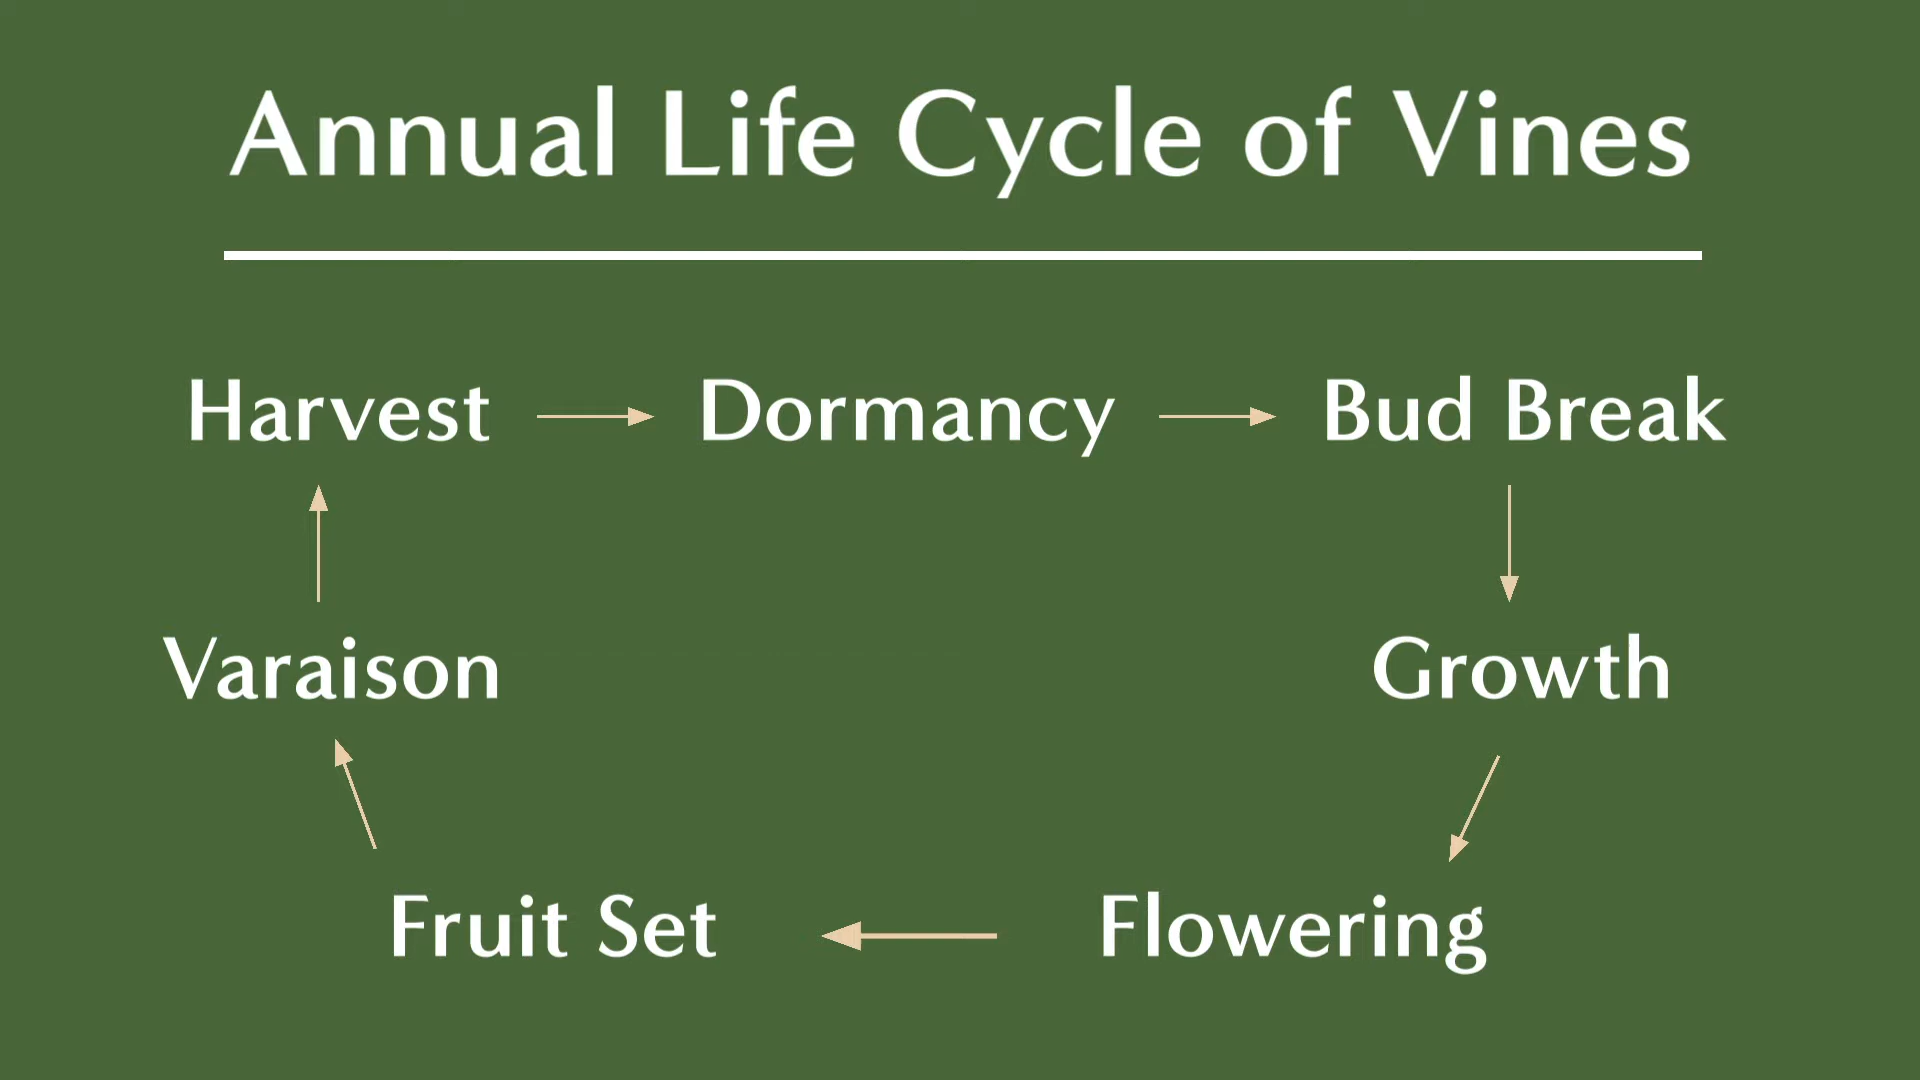 Annual Life Cycle of Vines
Harvest
Dormancy
Bud Break
Varaison
Growth
Fruit Set
Flowering